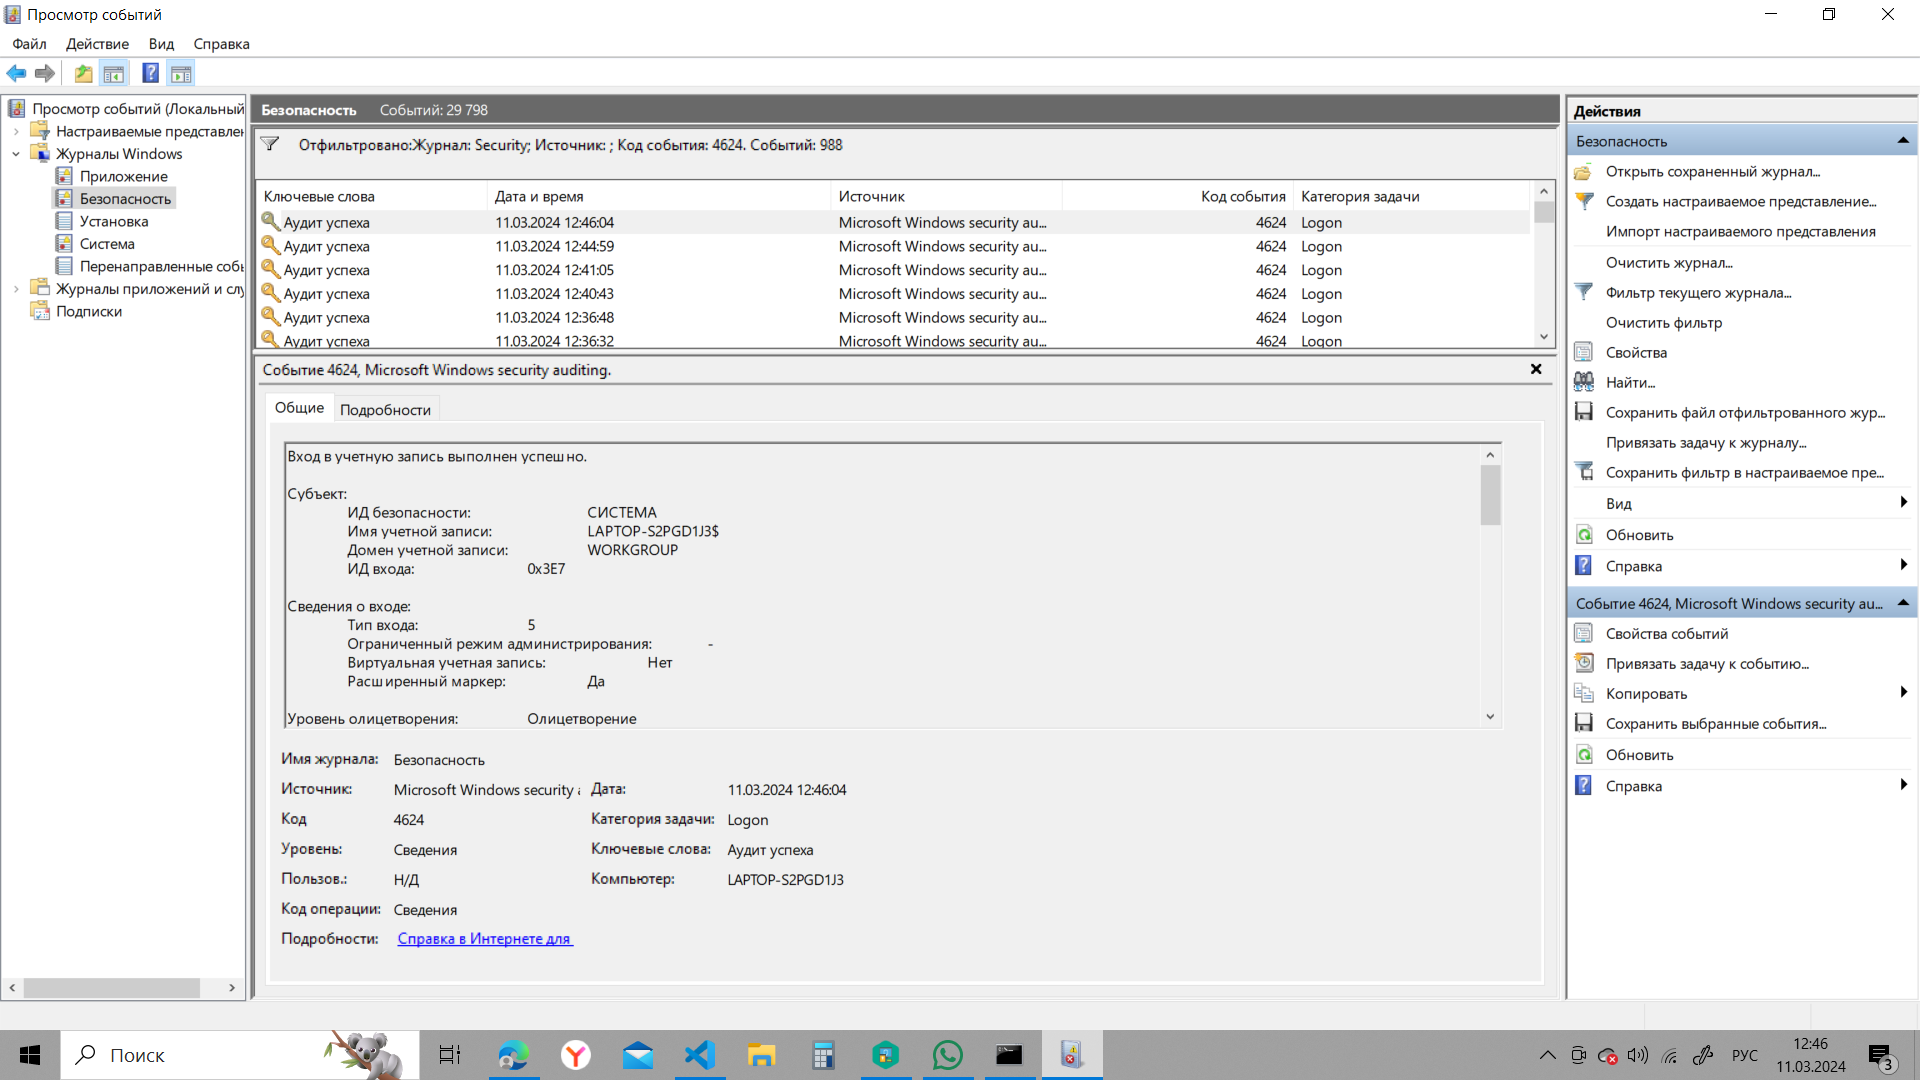 Просмотр событий
Файл Действие Вид Справка
Просмотр событий (Локальный
Настраиваемые представлен
Журналы Windows
Приложение
Безопасность
Установка
Система
Перенаправленные соб
Журналы приложений и слу
Подписки
Безопасность Событий: 29 798
Отфильтровано:Журнал: Security; Источник: ; Код события: 4624. Событий: 988
Ключевые слова Дата и время Источник Код события Категория задачи
Аудит успеха 11.03.2024 12:46:04 Microsoft Windows security au... 4624 Logon
Аудит успеха 11.03.2024 12:44:59 Microsoft Windows security au... 4624 Logon
Аудит успеха 11.03.2024 12:41:05 Microsoft Windows security au... 4624 Logon
Аудит успеха 11.03.2024 12:40:43 Microsoft Windows security au... 4624 Logon
Аудит успеха 11.03.2024 12:36:48 Microsoft Windows security au... 4624 Logon
Аудит успеха 11.03.2024 12:36:32 Microsoft Windows security au... 4624 Logon
Событие 4624, Microsoft Windows security auditing.
Общие Подробности
Вход в учетную запись выполнен успешно.
Субъект:
ИД безопасности: СИСТЕМА
Имя учетной записи: LAPTOP-S2PGD1J3$
Домен учетной записи: WORKGROUP
ИД входа: 0x3E7
Сведения о входе:
Тип входа: 5
Ограниченный режим администрирования: -
Виртуальная учетная запись: Нет
Расширенный маркер: Да
Уровень олицетворения: Олицетворение
Имя журнала: Безопасность
Источник: Microsoft Windows security Дата: 11.03.2024 12:46:04
Код 4624 Категория задачи: Logon
Уровень: Сведения Ключевые слова: Аудит успеха
Пользов.: Н/Д Компьютер: LAPTOP-S2PGD1J3
Код операции: Сведения
Подробности: Справка в Интернете для
Действия
Безопасность
Открыть сохраненный журнал...
Создать настраиваемое представление...
Импорт настраиваемого представления
Очистить журнал...
Фильтр текущего журнала...
Очистить фильтр
Свойства
Найти...
Сохранить файл отфильтрованного жур...
Привязать задачу к журналу...
Сохранить фильтр в настраиваемое пре...
Вид
Обновить
Справка
Событие 4624, Microsoft Windows security au...
Свойства событий
Привязать задачу к событию...
Копировать
Сохранить выбранные события...
Обновить
Справка
Поиск
РУС
12:46
11.03.2024
3